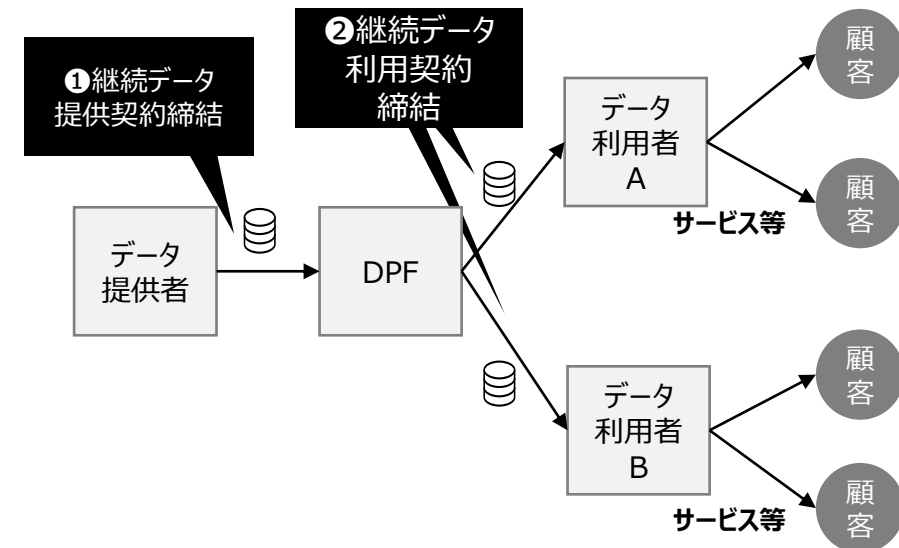 ❶継続データ
提供契約締結
❷継続データ
利用契約
締結
データ
提供者
DPF
データ
利用者
A
サービス等
顧
客
顧
客
データ
利用者
B
サービス等
顧
客
顧
客